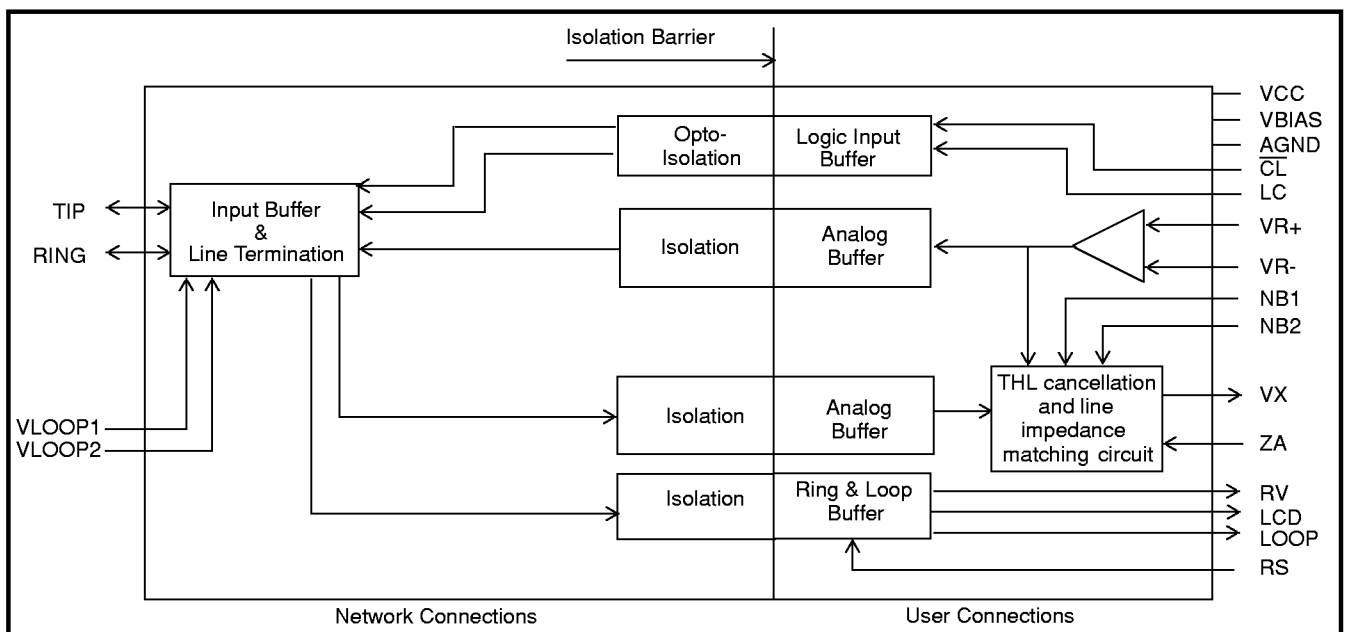 Isolation Barrier
VCC
VBIAS
AGND
CL
LC
Opto-
Isolation
Logic Input
Buffer
TIP
RING
Input Buffer
&
Line Termination
Isolation
Analog
Buffer
VR+
VR-
NB1
NB2
VLOOP1
VLOOP2
Isolation
Analog
Buffer
THL cancellation
and line
impedance
matching circuit
VX
ZA
Isolation
Ring & Loop
Buffer
RV
LCD
LOOP
RS
Network Connections
User Connections